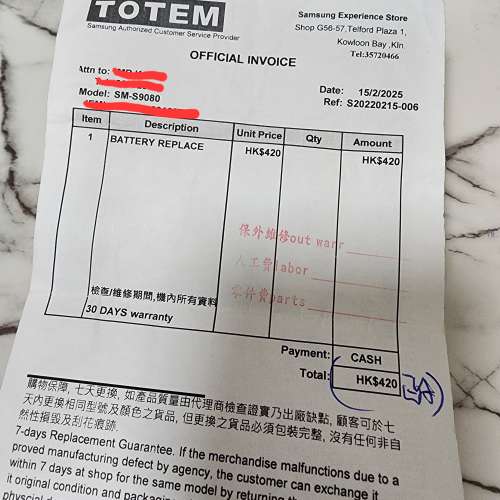 TOTEM
Samsung Authorized Customer Service Provider
Samsung Experience Store
Shop G56-57, Telford Plaza 1,
Kowloon Bay ,Kln
Tel:35720466
OFFICIAL INVOICE
Attn to:
Date: 15/2/2025
Model: SM-S9080
Ref: S20220215-006
Item Description Unit Price Qty Amount
1 BATTERY REPLACE HK$420 HK$420
保外維修out warr
人工費labor
零件費parts
檢查/維修期間,機內所有資料
30 DAYS warranty
Payment: CASH
Total: HK$420
購物保障, 七天更換, 如產品質量由代理商檢查證實乃出廠缺點, 顧客可於七
天內更換相同型號及顏色之貨品, 但更換之貨品必須包裝完整, 沒有任何非自
然性損毀及刮花痕跡.
7-days Replacement Guarantee. If the merchandise malfunctions due to a
proved manufacturing defect by agency, the customer can exchange it
within 7 days at shop for the same model by returning the
it original condition and packaging
physical